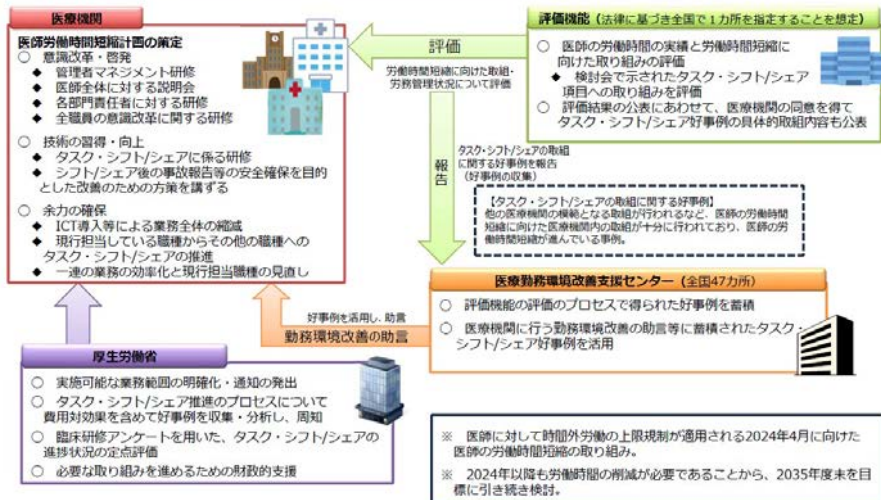 医療機関
医師労働時間短縮計画の策定
○ 意識改革・啓発
◆ 管理者マネジメント研修
◆ 医師全体に対する説明会
◆ 各部門責任者に対する研修
◆ 全職員の意識改革に関する研修
○ 技術の習得・向上
◆ タスク・シフト/シェアに係る研修
◆ シフト/シェア後の事故報告等の安全確保を目的
とした改善のための方策を講ずる
○ 余力の確保
◆ ICT導入等による業務全体の縮減
◆ 現行担当している職種からその他の職種への
タスク・シフト/シェアの推進
◆ 一連の業務の効率化と現行担当職種の見直し
評価
労働時間短縮に向けた取組・
労務管理状況について評価
評価機能（法律に基づき全国で１カ所を指定することを想定）
○ 医師の労働時間の実績と労働時間短縮に
向けた取り組みの評価
◆ 検討会で示されたタスク・シフト/シェア
項目への取り組みを評価
○ 評価結果の公表にあわせて、医療機関の同意を得て
タスク・シフト/シェア好事例の具体的取組内容も公表
報告
タスク・シフト/シェアの取組
に関する好事例を報告
（好事例の収集）
【タスク・シフト/シェアの取組に関する好事例】
他の医療機関の模範となる取組が行われるなど、医師の労働時間
短縮に向けた医療機関内の取組が十分に行われており、医師の労
働時間短縮が進んでいる事例。
医療勤務環境改善支援センター（全国47カ所）
○ 評価機能の評価のプロセスで得られた好事例を蓄積
○ 医療機関に行う勤務環境改善の助言等に蓄積されたタスク・
シフト/シェア好事例を活用
好事例を活用し、助言
勤務環境改善の助言
厚生労働省
○ 実施可能な業務範囲の明確化・通知の発出
○ タスク・シフト/シェア推進のプロセスについて
費用対効果を含めて好事例を収集・分析し、周知
○ 臨床研修アンケートを用いた、タスク・シフト/シェアの
進捗状況の定点評価
○ 必要な取り組みを進めるための財政的支援
※ 医師に対して時間外労働の上限規制が適用される2024年4月に向けた
医師の労働時間短縮の取り組み。
※ 2024年以降も労働時間の削減が必要であることから、2035年度末を目
標に引き続き検討。